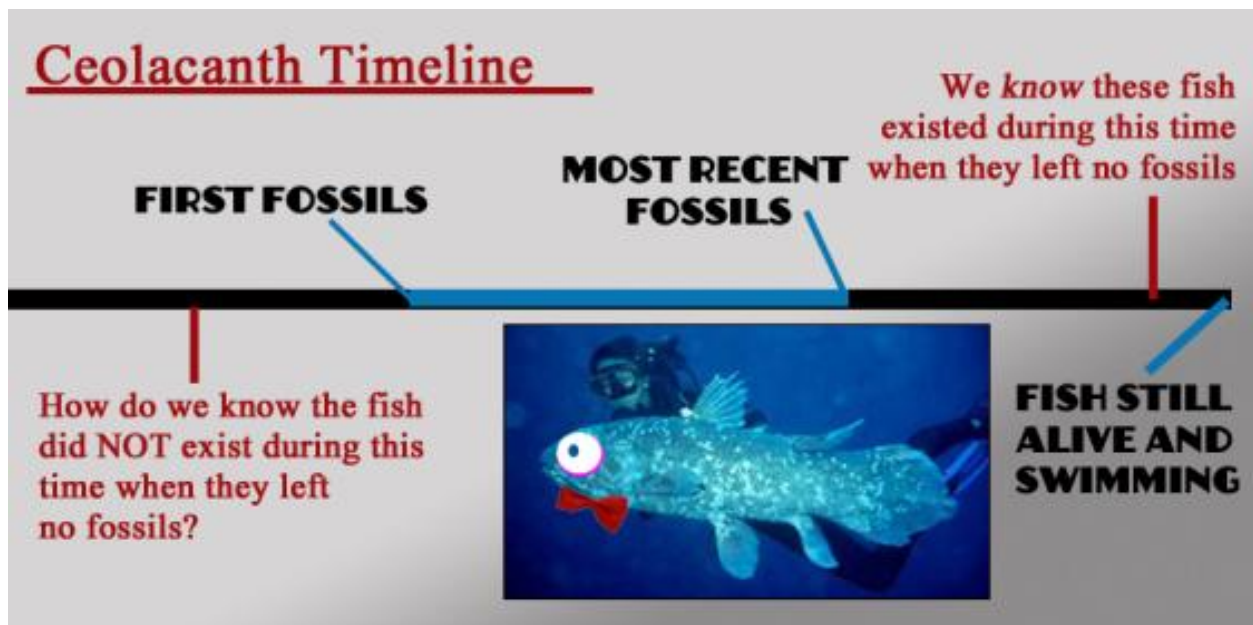 Ceolacanth Timeline
We know these fish
existed during this time
when they left no fossils
FIRST FOSSILS
MOST RECENT
FOSSILS
How do we know the fish
did NOT exist during this
time when they left
no fossils?
FISH STILL
ALIVE AND
SWIMMING